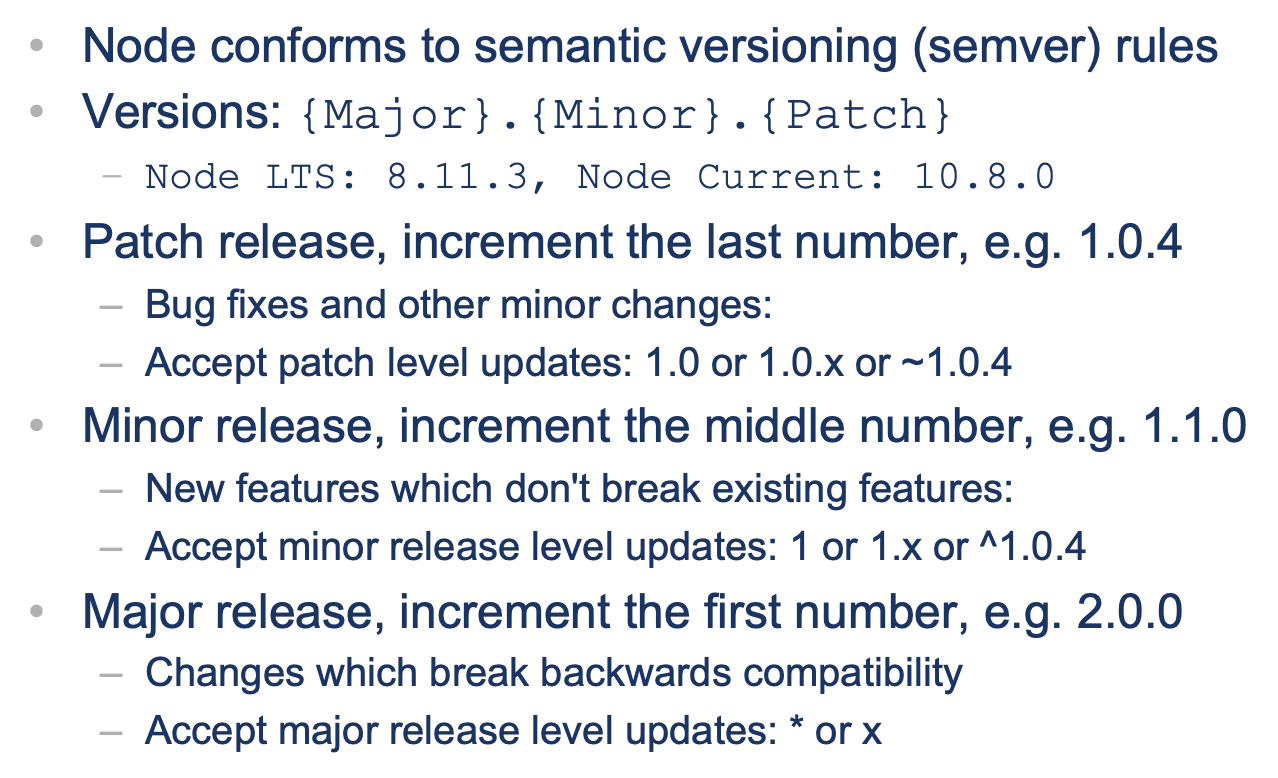 • Node conforms to semantic versioning (semver) rules
• Versions: {Major}.{Minor}.{Patch}
– Node LTS: 8.11.3, Node Current: 10.8.0
• Patch release, increment the last number, e.g. 1.0.4
– Bug fixes and other minor changes:
– Accept patch level updates: 1.0 or 1.0.x or ~1.0.4
• Minor release, increment the middle number, e.g. 1.1.0
– New features which don't break existing features:
– Accept minor release level updates: 1 or 1.x or ^1.0.4
• Major release, increment the first number, e.g. 2.0.0
– Changes which break backwards compatibility
– Accept major release level updates: * or x